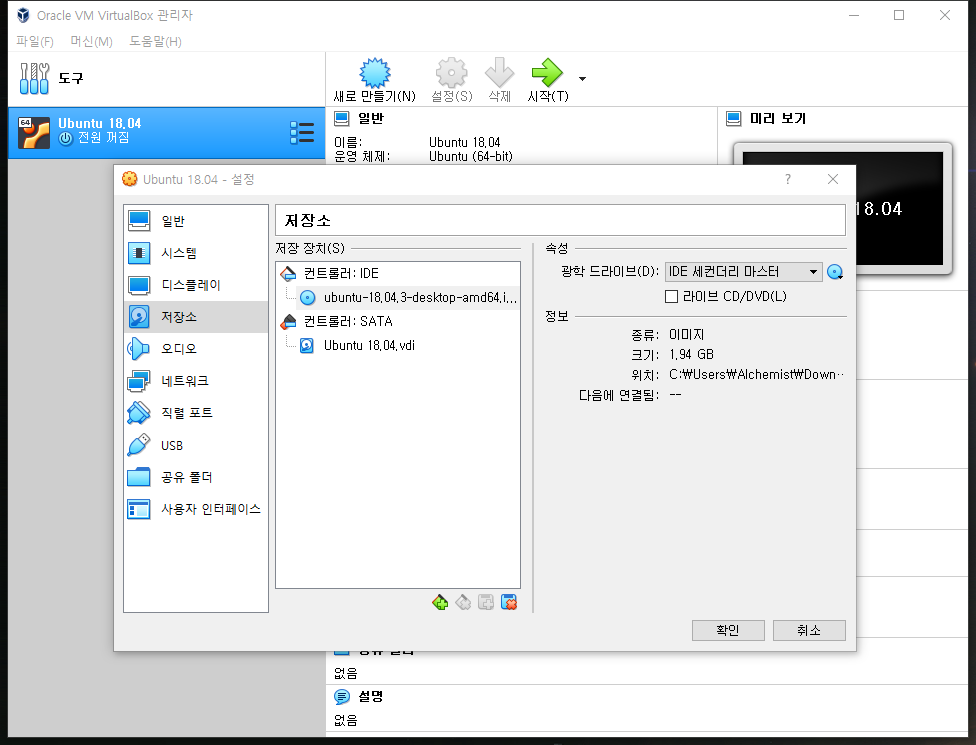 Oracle VM VirtualBox 관리자
파일(F) 머신(M) 도움말(H)
도구
새로 만들기(N) 설정(S) 삭제 시작(T)
64
Ubuntu 18.04
전원 꺼짐
일반
이름: Ubuntu 18.04
운영 체제: Ubuntu (64-bit)
미리 보기
18.04
Ubuntu 18.04 - 설정
일반
시스템
디스플레이
저장소
오디오
네트워크
직렬 포트
USB
공유 폴더
사용자 인터페이스
저장소
저장 장치(S)
컨트롤러: IDE
ubuntu-18.04.3-desktop-amd64.i...
컨트롤러: SATA
Ubuntu 18.04.vdi
속성
광학 드라이브(D): IDE 세컨더리 마스터
라이브 CD/DVD(L)
정보
종류: 이미지
크기: 1.94 GB
위치: C:₩Users₩Alchemist₩Down...
다음에 연결됨: --
확인 취소
없음
설명
없음